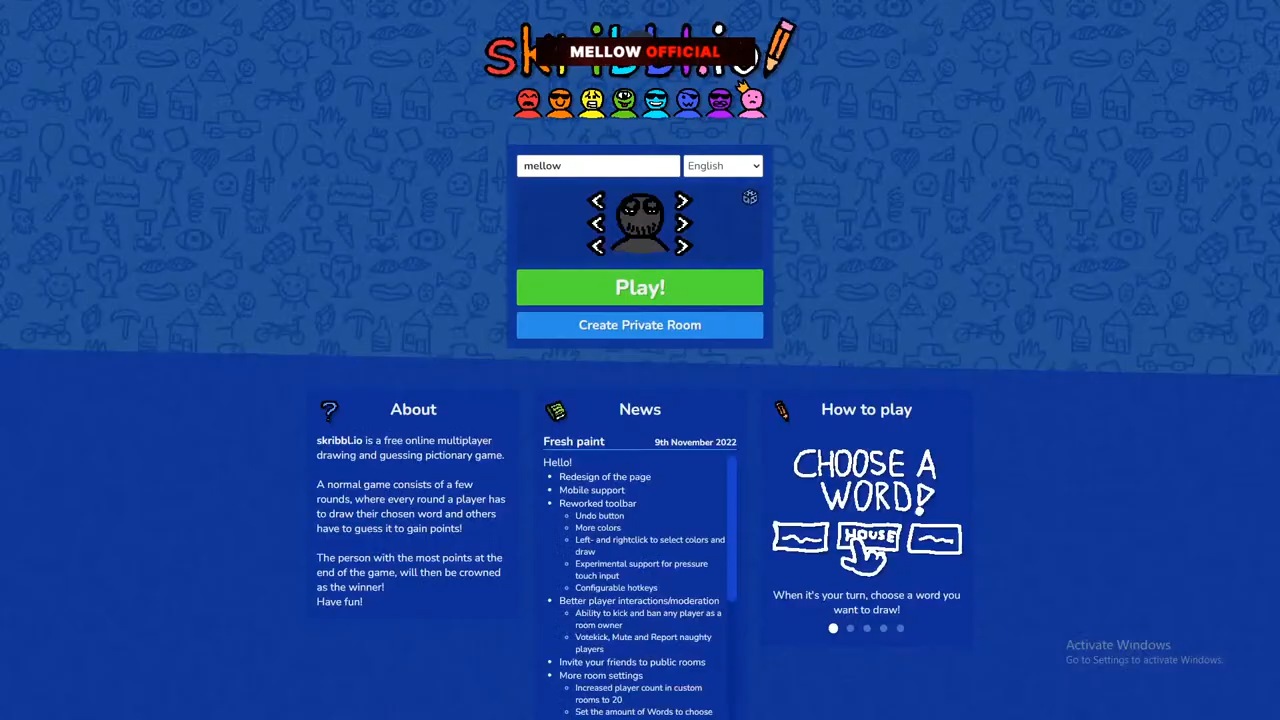 skribbl.io
MELLOW OFFICIAL
mellow
English
Play!
Create Private Room
About
skribbl.io is a free online multiplayer
drawing and guessing pictionary game.
A normal game consists of a few
rounds, where every round a player has
to draw their chosen word and others
have to guess it to gain points!
The person with the most points at the
end of the game, will then be crowned
as the winner!
Have fun!
News
Fresh paint 9th November 2022
Hello!
Redesign of the page
Mobile support
Reworked toolbar
Undo button
More colors
Left- and rightclick to select colors and
draw
Experimental support for pressure
touch input
Configurable hotkeys
Better player interactions/moderation
Ability to kick and ban any player as a
room owner
Votekick, Mute and Report naughty
players
Invite your friends to public rooms
More room settings
Increased player count in custom
rooms to 20
Set the amount of Words to choose
How to play
CHOOSE A
WORD!
HOUSE
When it's your turn, choose a word you
want to draw!
Activate Windows
Go to Settings to activate Windows.